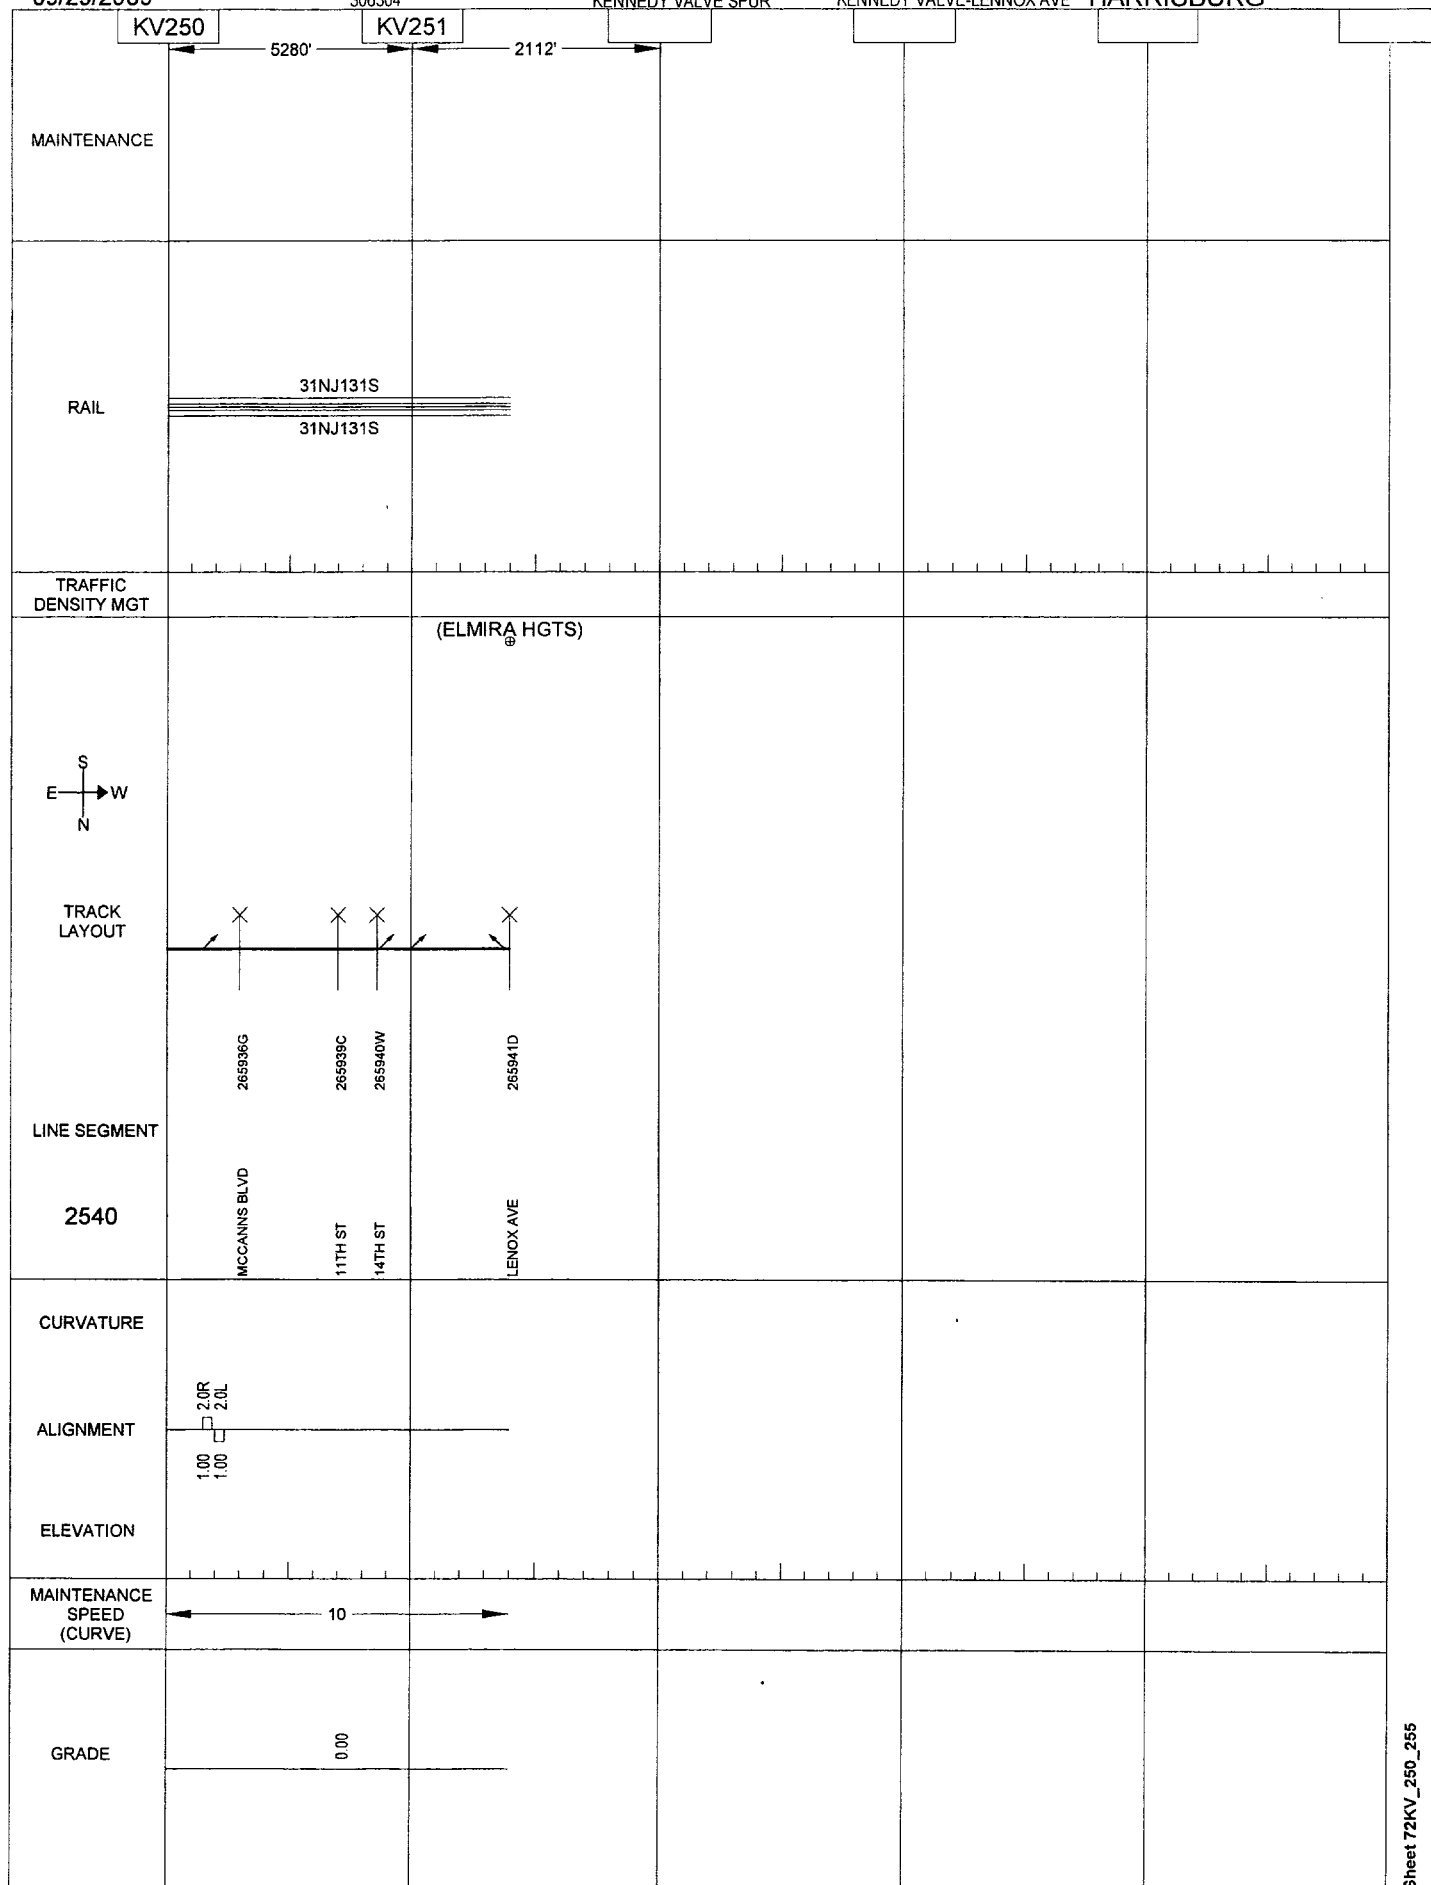 KENNEDY VALVE SPUR KENNEDY VALVE-LENNOX AVE HARRISBURG
KV250 KV251
5280' 2112'
MAINTENANCE
31NJ131S
RAIL
31NJ131S
TRAFFIC
DENSITY MGT
(ELMIRA HGTS)
S
E W
N
TRACK
LAYOUT
265936G
265939C
265940W
265941D
LINE SEGMENT
2540
MCCANNS BLVD
11TH ST
14TH ST
LENOX AVE
CURVATURE
2.0R
2.0L
ALIGNMENT
1.00
1.00
ELEVATION
MAINTENANCE
SPEED
(CURVE)
10
GRADE
0.00
Sheet 72KV_250_255